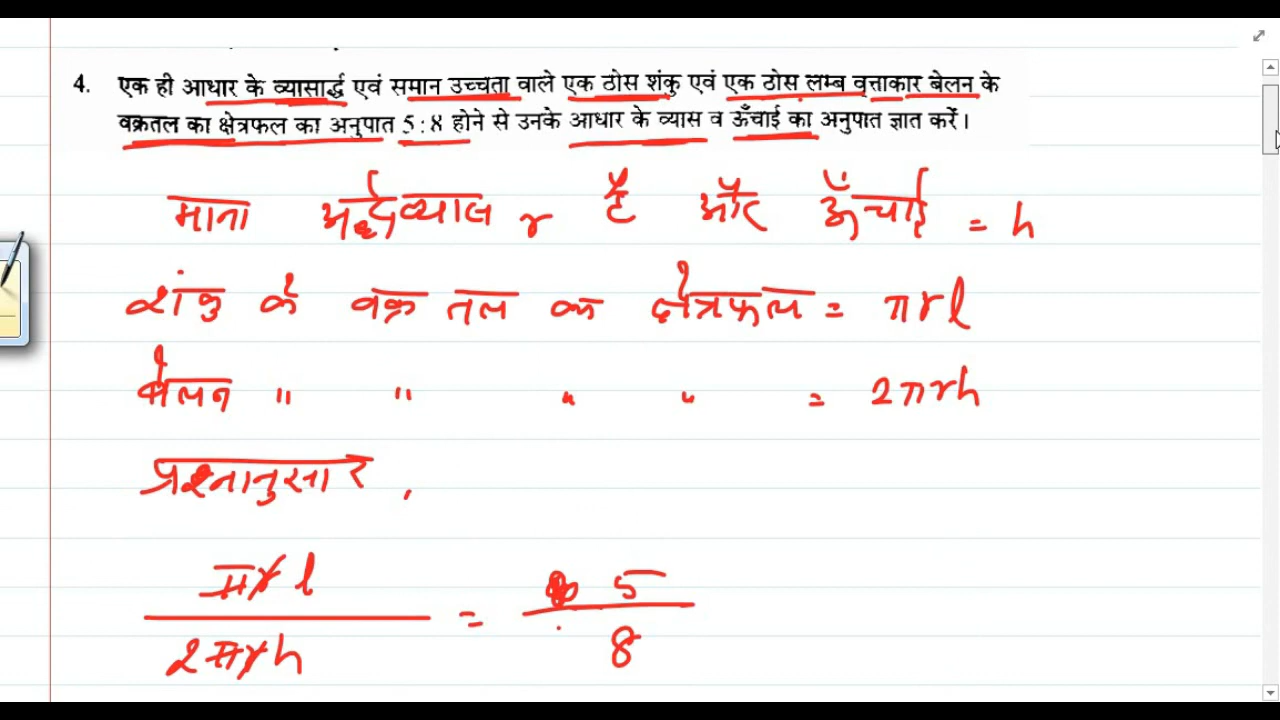 4. एक ही आधार के व्यासार्द्ध एवं समान उच्चता वाले एक ठोस शंकु एवं एक ठोस लम्ब वृत्ताकार बेलन के
वक्रतल का क्षेत्रफल का अनुपात 5 : 8 होने से उनके आधार के व्यास व ऊँचाई का अनुपात ज्ञात करें।
माना अर्द्धव्यास r है और ऊँचाई = h
शंकु के वक्र तल का क्षेत्रफल = πrl
बेलन " " " " = 2πrh
प्रश्नानुसार,
πrl / 2πrh = 5 / 8